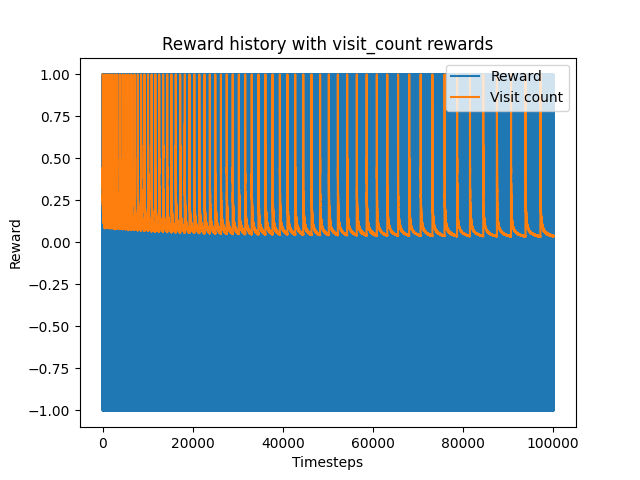 Reward history with visit_count rewards
Reward
Visit count
1.00
0.75
0.50
0.25
0.00
−0.25
−0.50
−0.75
−1.00
Reward
0 20000 40000 60000 80000 100000
Timesteps